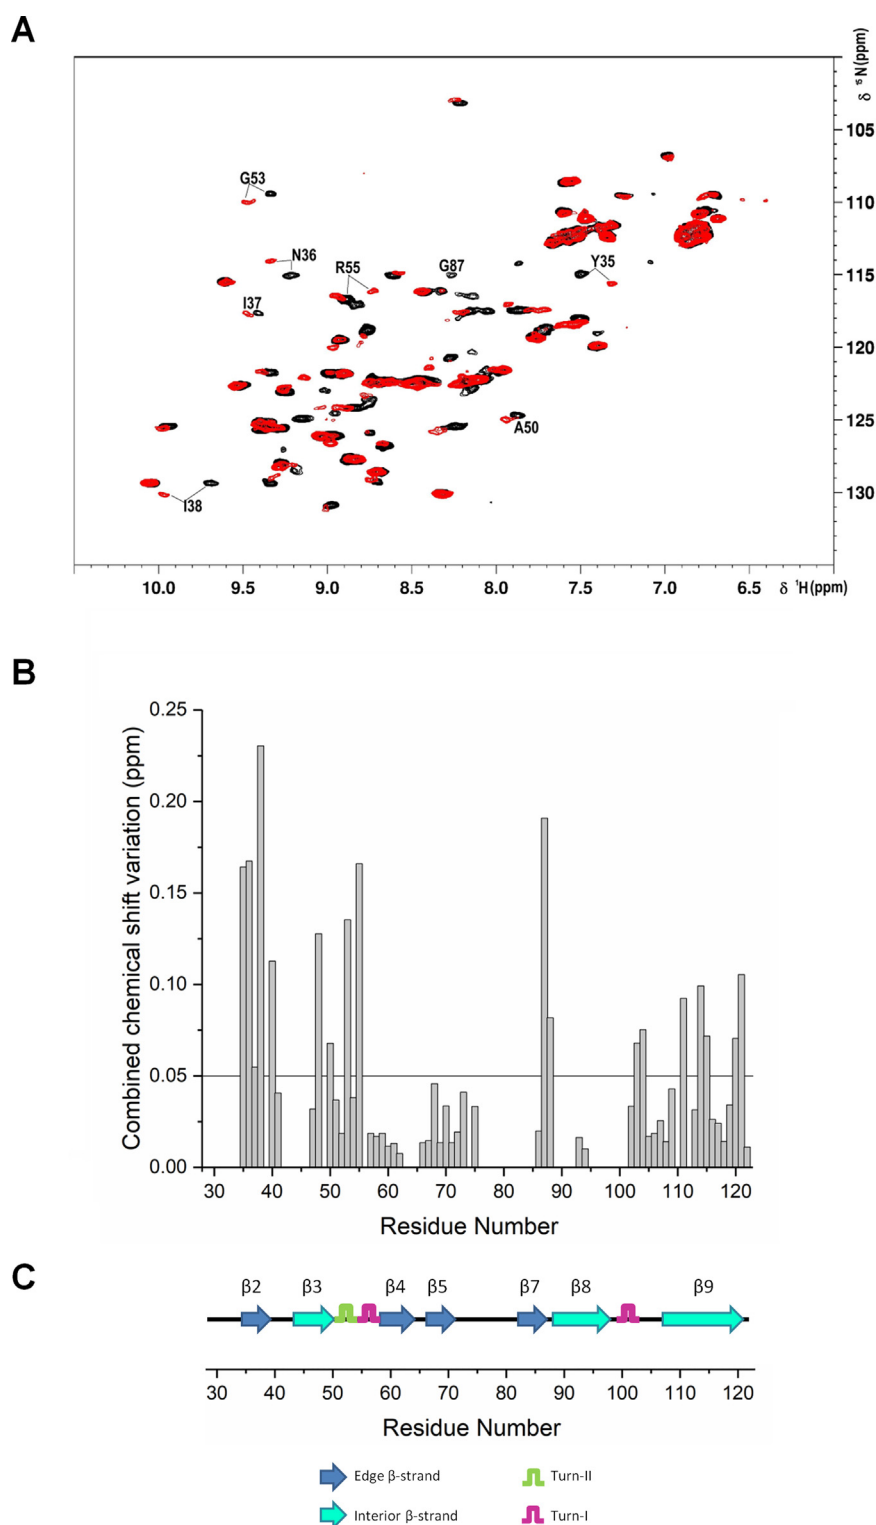 A
δ ¹⁵N(ppm)
105
110
115
120
125
130
G53
N36
R55
G87
Y35
I37
A50
I38
10.0 9.5 9.0 8.5 8.0 7.5 7.0 6.5
δ ¹H(ppm)
B
Combined chemical shift variation (ppm)
0.25
0.20
0.15
0.10
0.05
0.00
30 40 50 60 70 80 90 100 110 120
Residue Number
C
β2 β3 β4 β5 β7 β8 β9
30 40 50 60 70 80 90 100 110 120
Residue Number
Edge β-strand Turn-II
Interior β-strand Turn-I